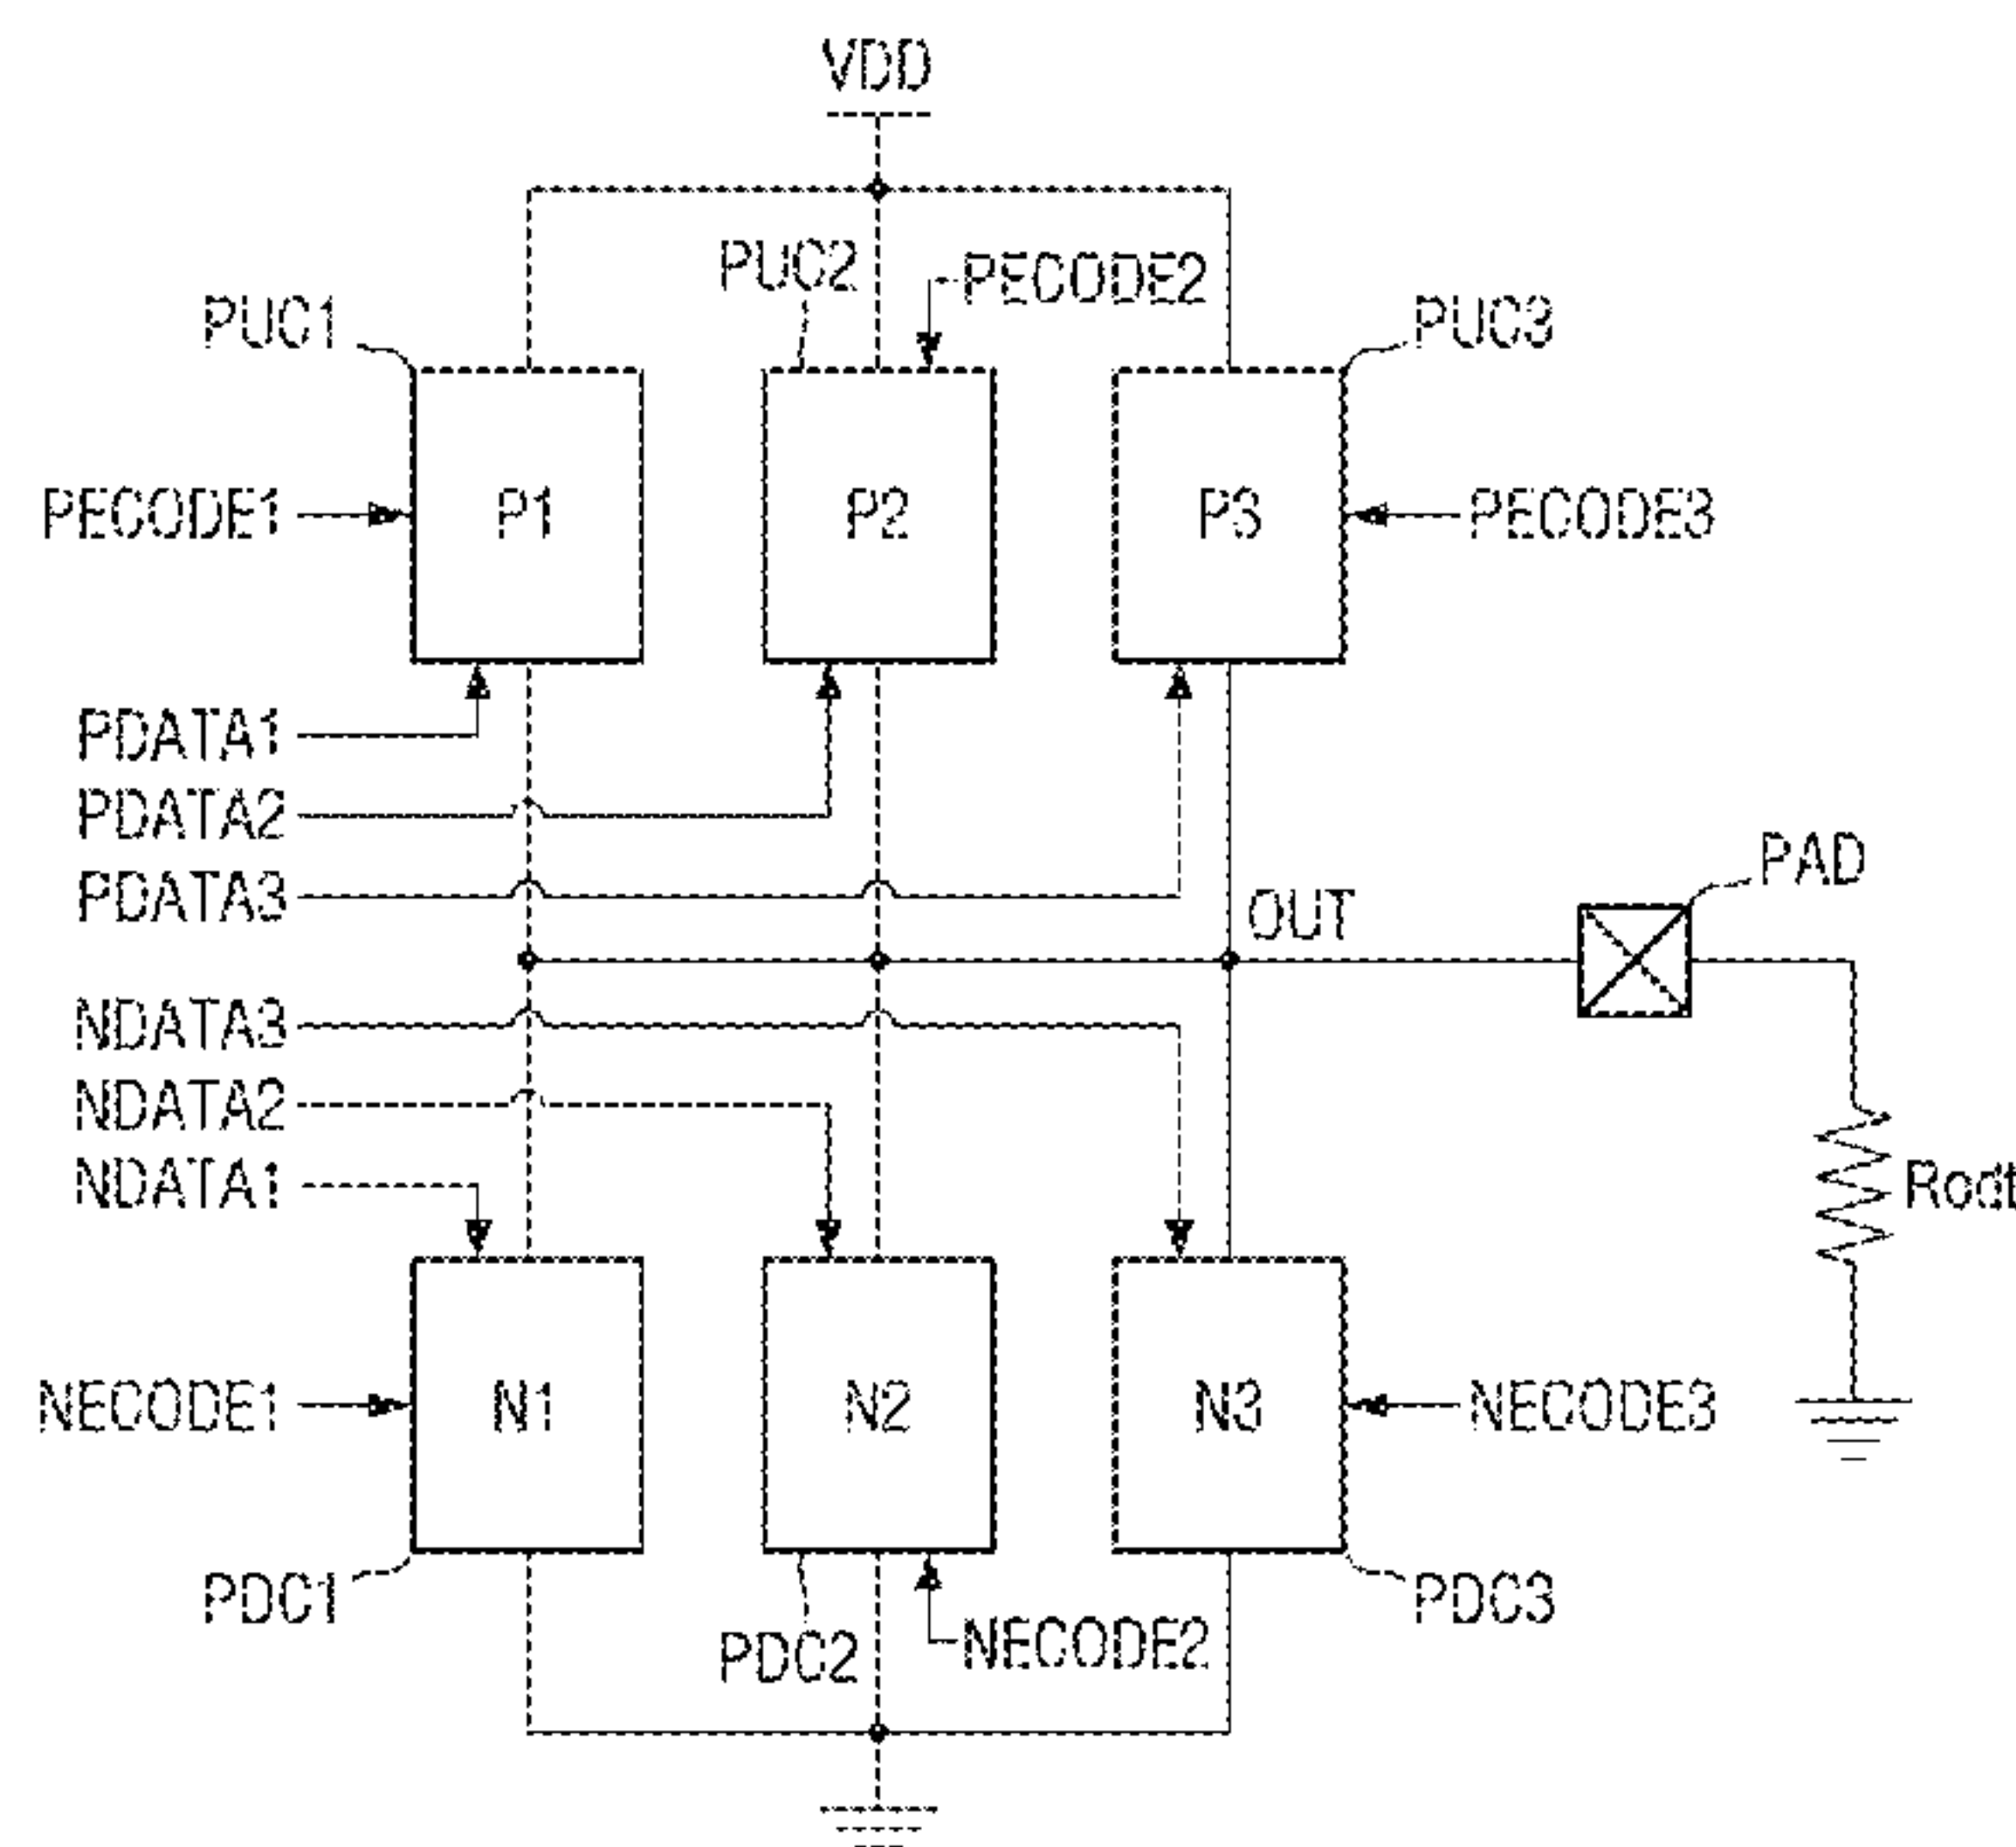 VDD
PUC2
PECODE2
PUC1
PUC3
PECODE1
P1
P2
P3
PECODE3
PDATA1
PDATA2
PDATA3
PAD
OUT
NDATA3
NDATA2
NDATA1
Rodt
NECODE1
N1
N2
N3
NECODE3
PDC1
PDC2
NECODE2
PDC3